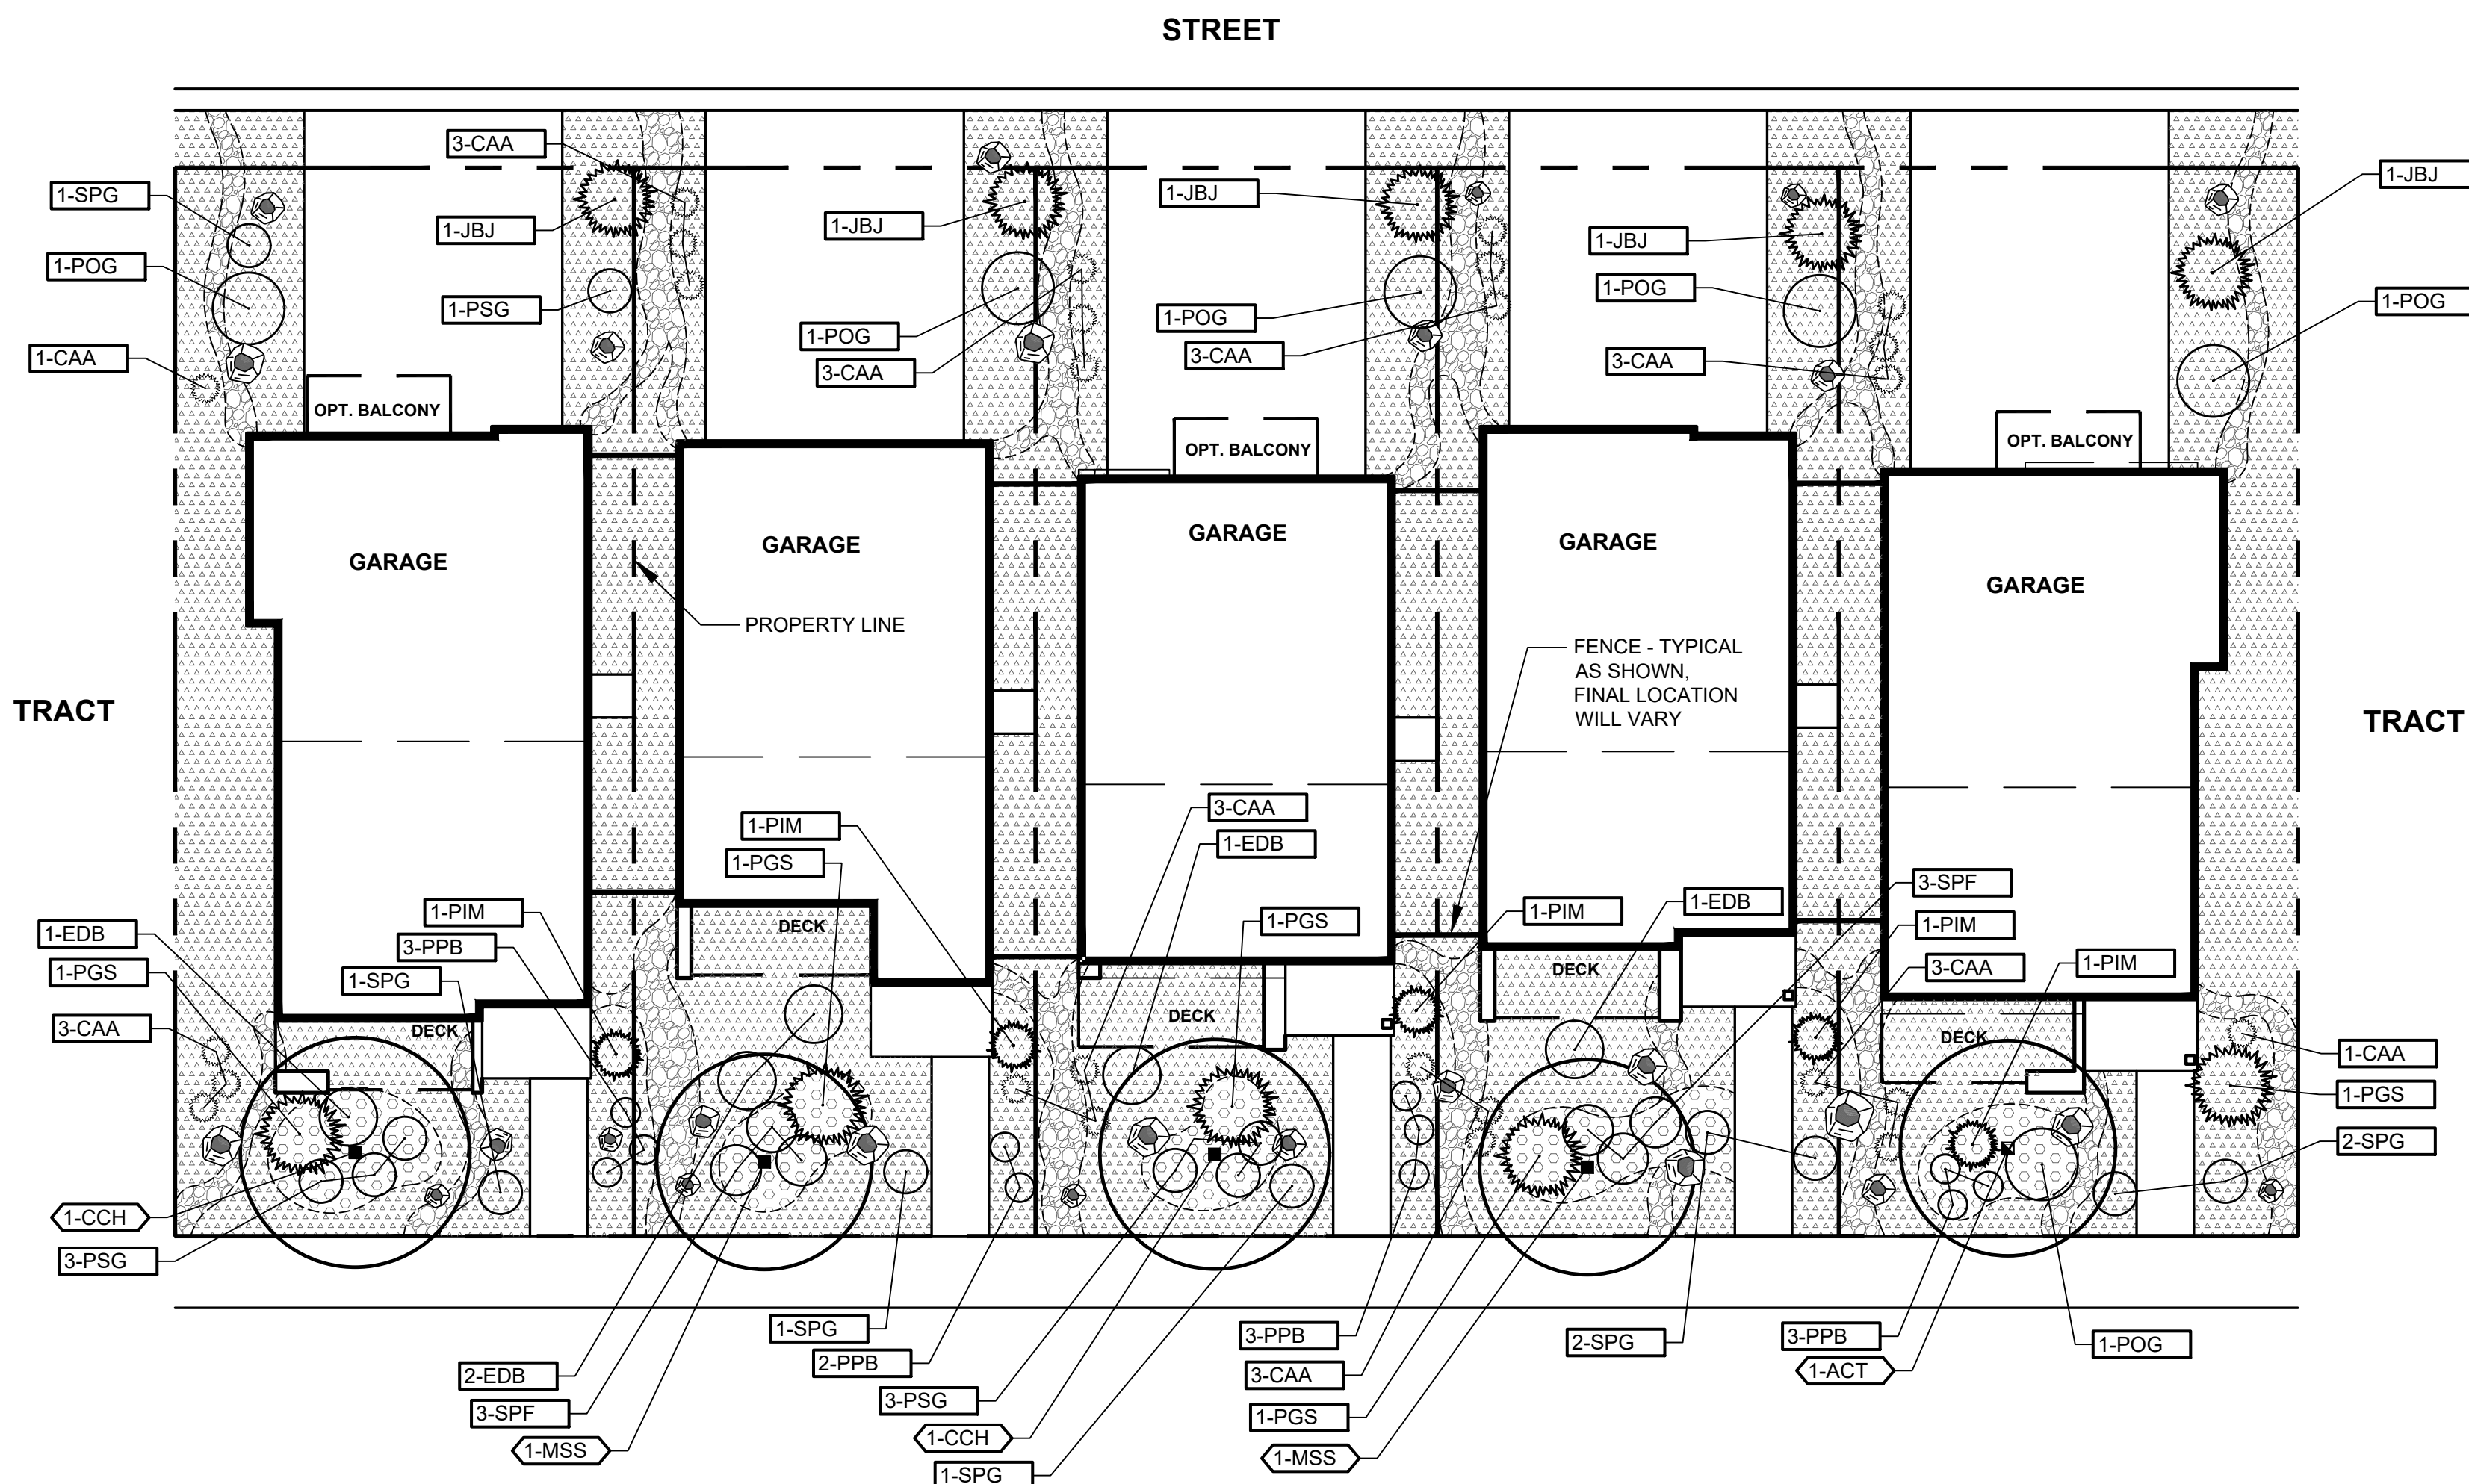 STREET
3-CAA
1-JBJ
1-SPG
1-JBJ
1-JBJ
1-JBJ
1-JBJ
1-POG
1-POG
1-PSG
1-POG
1-POG
1-POG
1-CAA
3-CAA
3-CAA
3-CAA
OPT. BALCONY
OPT. BALCONY
OPT. BALCONY
GARAGE
GARAGE
GARAGE
GARAGE
GARAGE
PROPERTY LINE
FENCE - TYPICAL
AS SHOWN,
FINAL LOCATION
WILL VARY
TRACT
TRACT
3-CAA
1-PIM
1-EDB
1-PGS
3-SPF
1-EDB
1-PIM
1-PIM
1-PGS
1-PIM
1-EDB
DECK
3-PPB
1-PGS
1-SPG
DECK
3-CAA
1-PIM
3-CAA
DECK
DECK
DECK
1-CAA
1-PGS
2-SPG
1-CCH
3-PSG
1-SPG
3-PPB
2-SPG
3-PPB
1-POG
2-PPB
2-EDB
3-CAA
1-ACT
3-PSG
3-SPF
1-PGS
1-CCH
1-MSS
1-MSS
1-SPG